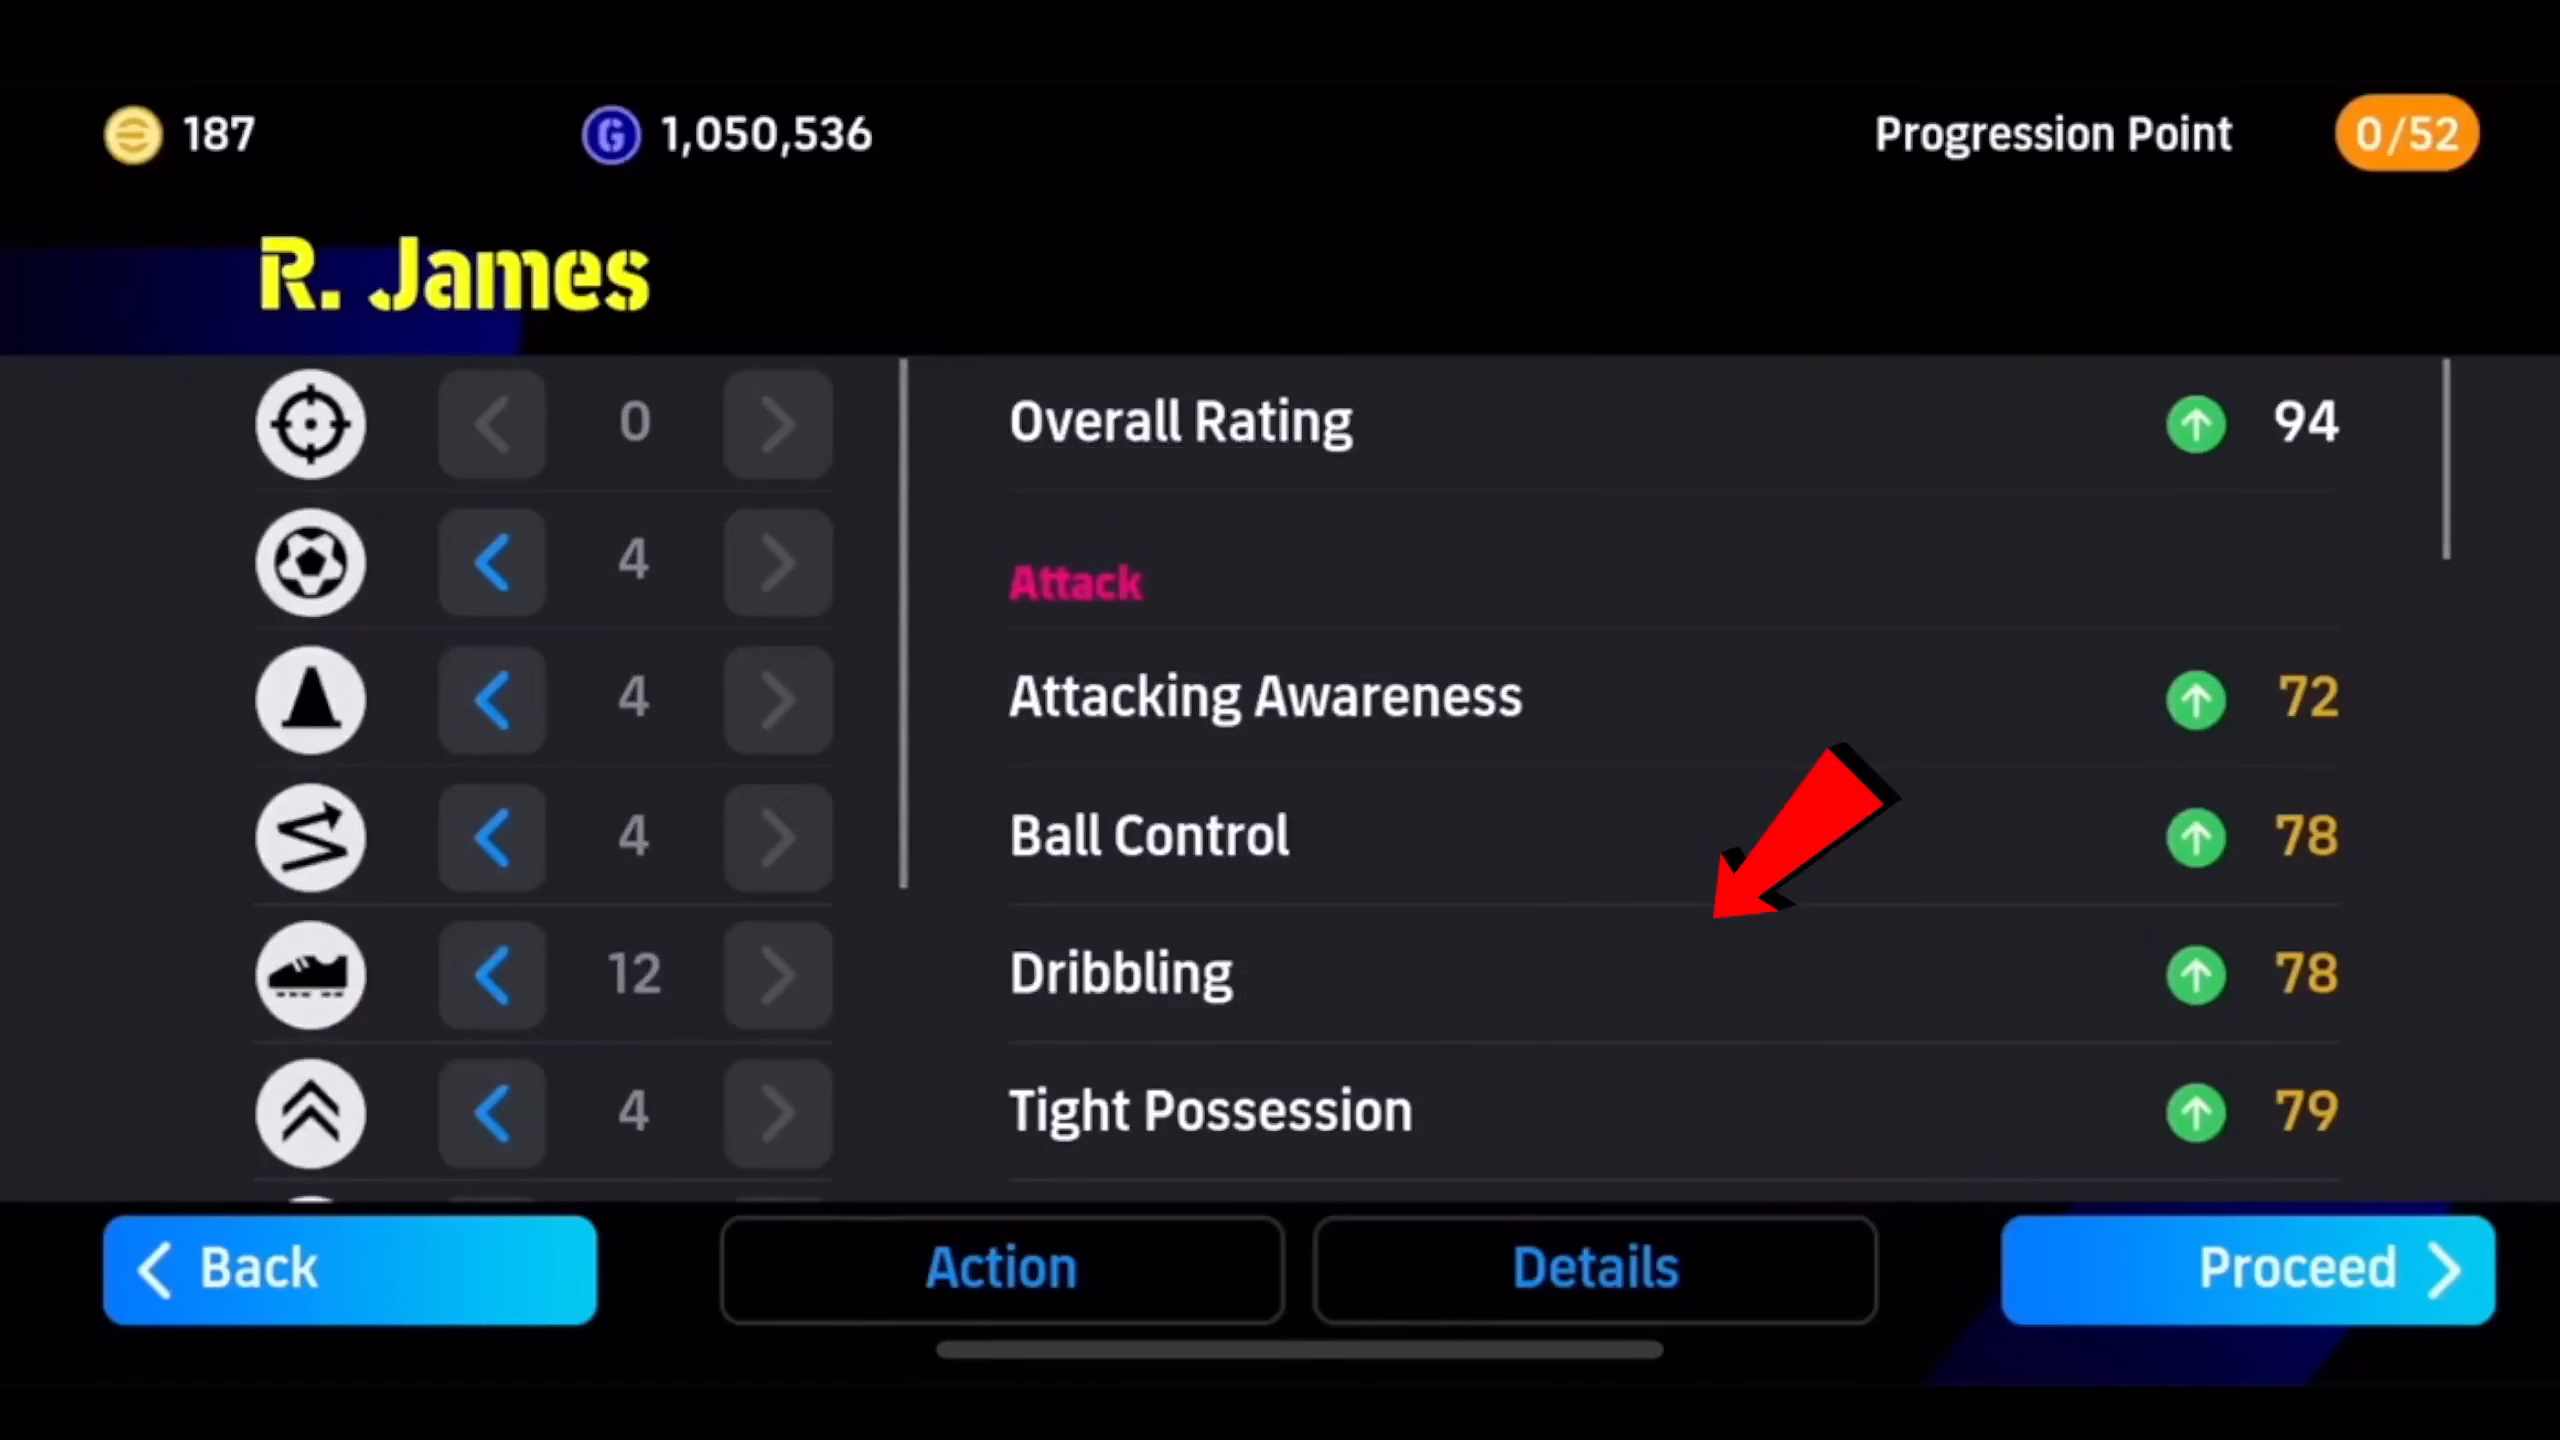 187
1,050,536
Progression Point 0/52
R. James
0
4
4
4
12
4
Overall Rating 94
Attack
Attacking Awareness 72
Ball Control 78
Dribbling 78
Tight Possession 79
Back
Action
Details
Proceed